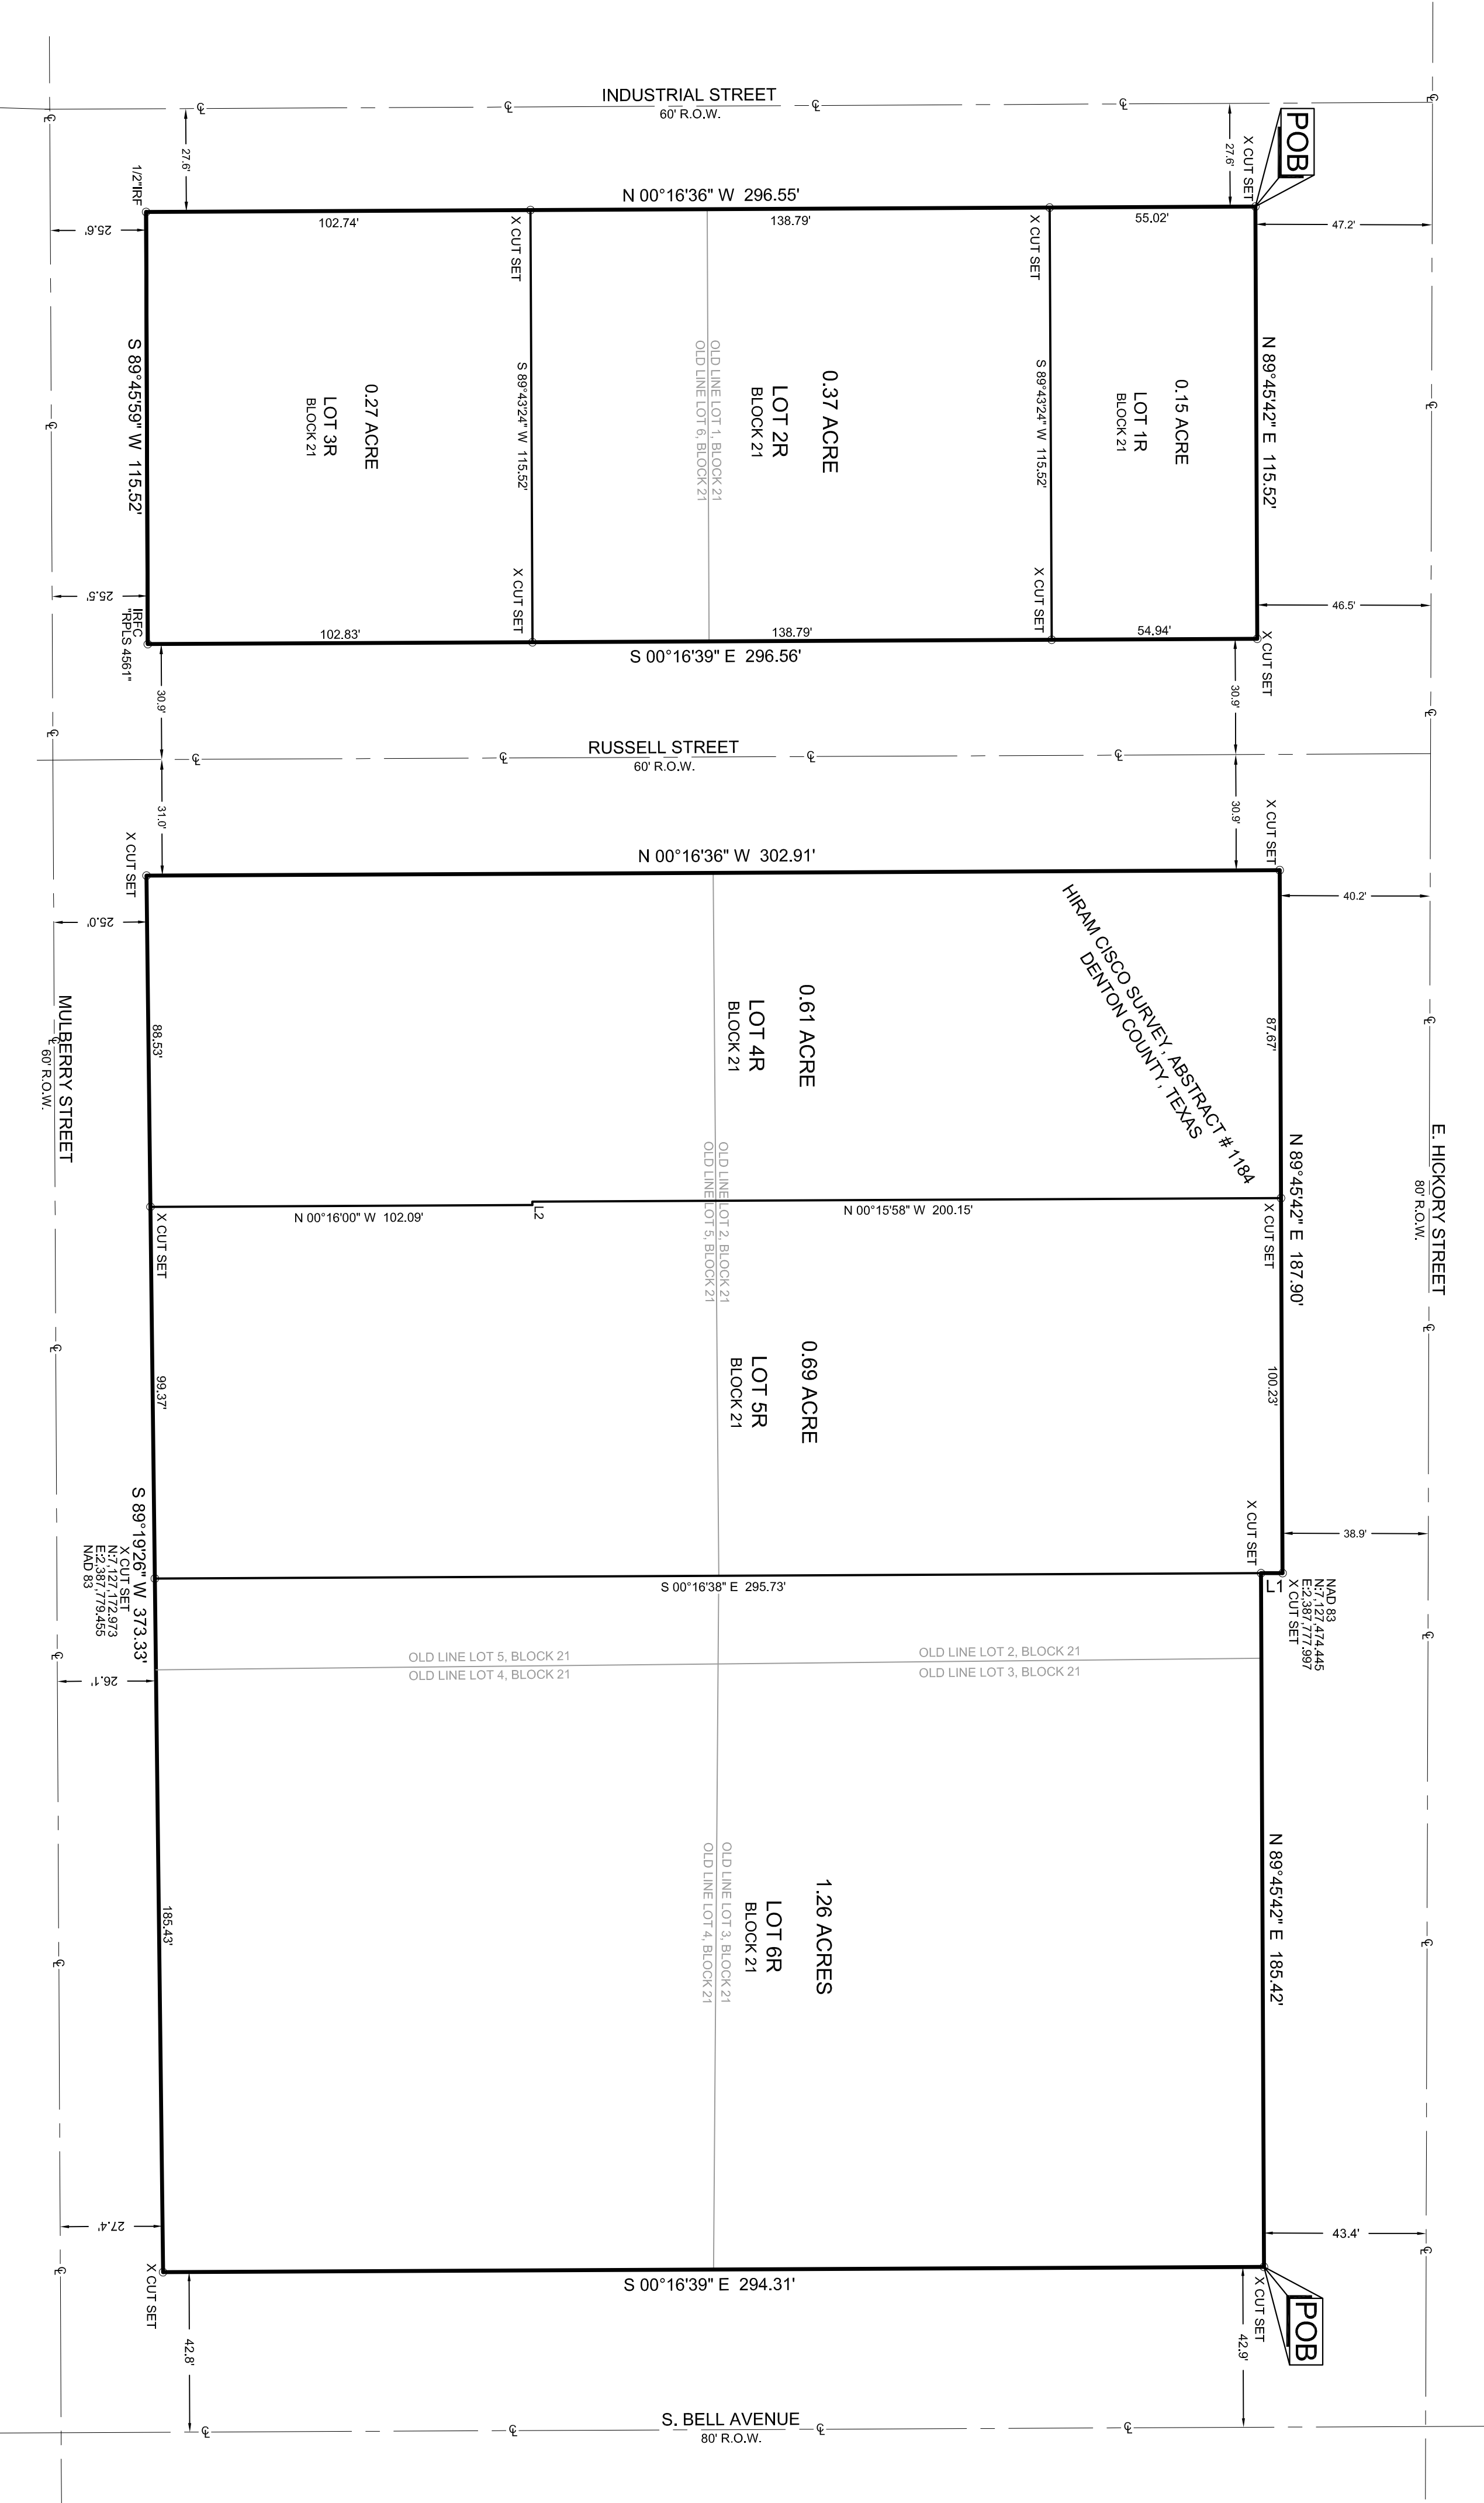 INDUSTRIAL STREET
60' R.O.W.
POB
X CUT SET
27.6'
27.6'
1/2"IRF
N 00°16'36" W 296.55'
102.74'
138.79'
55.02'
47.2'
25.6'
X CUT SET
X CUT SET
N 89°45'42" E 115.52'
0.15 ACRE
LOT 1R
BLOCK 21
S 89°43'24" W 115.52'
0.37 ACRE
LOT 2R
BLOCK 21
OLD LINE LOT 1, BLOCK 21
OLD LINE LOT 6, BLOCK 21
S 89°43'24" W 115.52'
0.27 ACRE
LOT 3R
BLOCK 21
S 89°45'59" W 115.52'
X CUT SET
X CUT SET
25.5'
46.5'
IRFC
"RPLS 4561"
102.83'
138.79'
54.94'
X CUT SET
S 00°16'39" E 296.56'
30.9'
30.9'
RUSSELL STREET
60' R.O.W.
31.0'
30.9'
X CUT SET
X CUT SET
N 00°16'36" W 302.91'
25.0'
40.2'
HIRAM CISCO SURVEY, ABSTRACT # 1184
DENTON COUNTY, TEXAS
87.67'
0.61 ACRE
LOT 4R
BLOCK 21
88.53'
MULBERRY STREET
60' R.O.W.
E. HICKORY STREET
80' R.O.W.
N 89°45'42" E 187.90'
OLD LINE LOT 2, BLOCK 21
OLD LINE LOT 5, BLOCK 21
N 00°16'00" W 102.09'
L2
N 00°15'58" W 200.15'
X CUT SET
X CUT SET
100.23'
0.69 ACRE
LOT 5R
BLOCK 21
99.37'
38.9'
X CUT SET
L1
NAD 83
N:7,127,474.445
E:2,387,777.997
X CUT SET
S 89°19'26" W 373.33'
X CUT SET
N:7,127,172.973
E:2,387,779.455
NAD 83
S 00°16'38" E 295.73'
OLD LINE LOT 5, BLOCK 21
OLD LINE LOT 4, BLOCK 21
OLD LINE LOT 2, BLOCK 21
OLD LINE LOT 3, BLOCK 21
26.1'
N 89°45'42" E 185.42'
1.26 ACRES
LOT 6R
BLOCK 21
OLD LINE LOT 3, BLOCK 21
OLD LINE LOT 4, BLOCK 21
185.43'
27.4'
43.4'
X CUT SET
X CUT SET
POB
S 00°16'39" E 294.31'
42.8'
42.9'
S. BELL AVENUE
80' R.O.W.